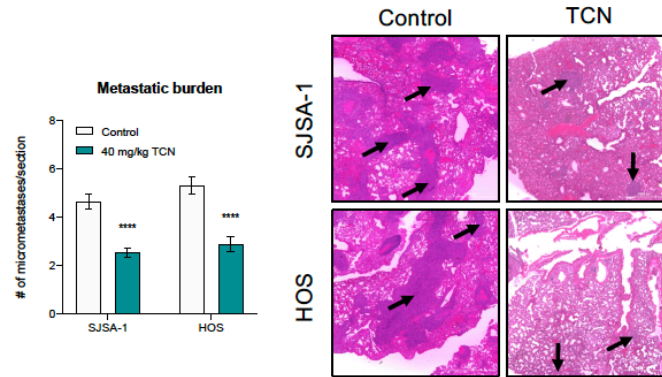 Metastatic burden
# of micrometastases/section
8
6
4
2
0
Control
40 mg/kg TCN
****
****
SJSA-1
HOS
Control
TCN
SJSA-1
HOS